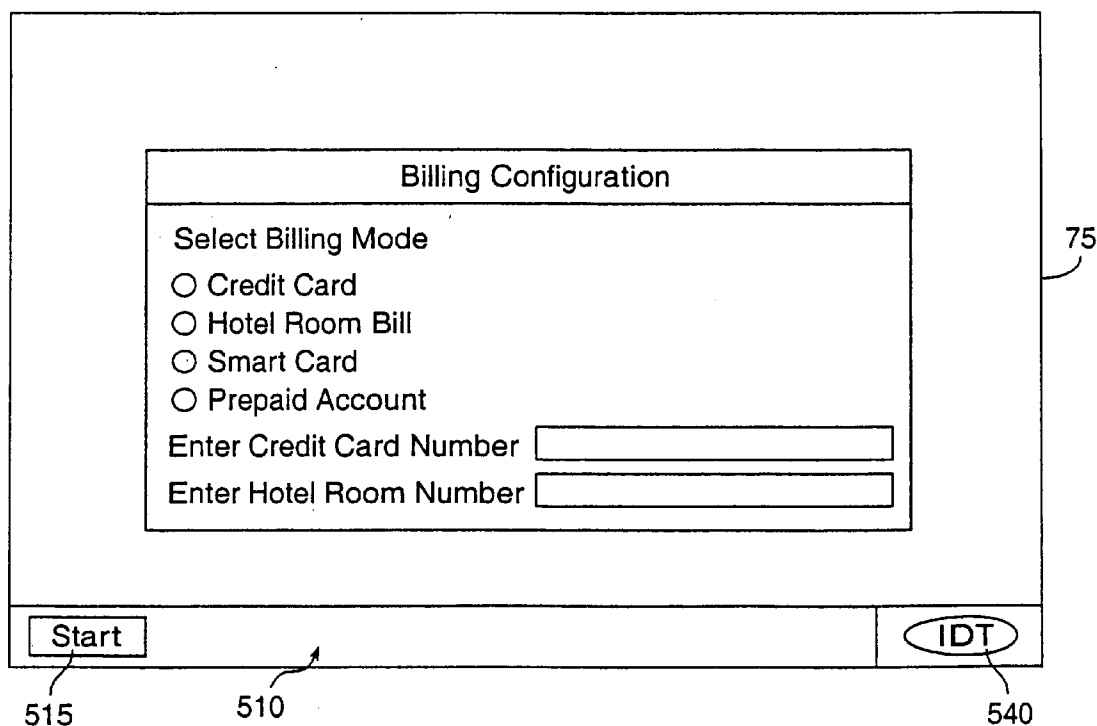 Billing Configuration
Select Billing Mode
Credit Card
Hotel Room Bill
Smart Card
Prepaid Account
Enter Credit Card Number
Enter Hotel Room Number
75
Start
IDT
515
510
540